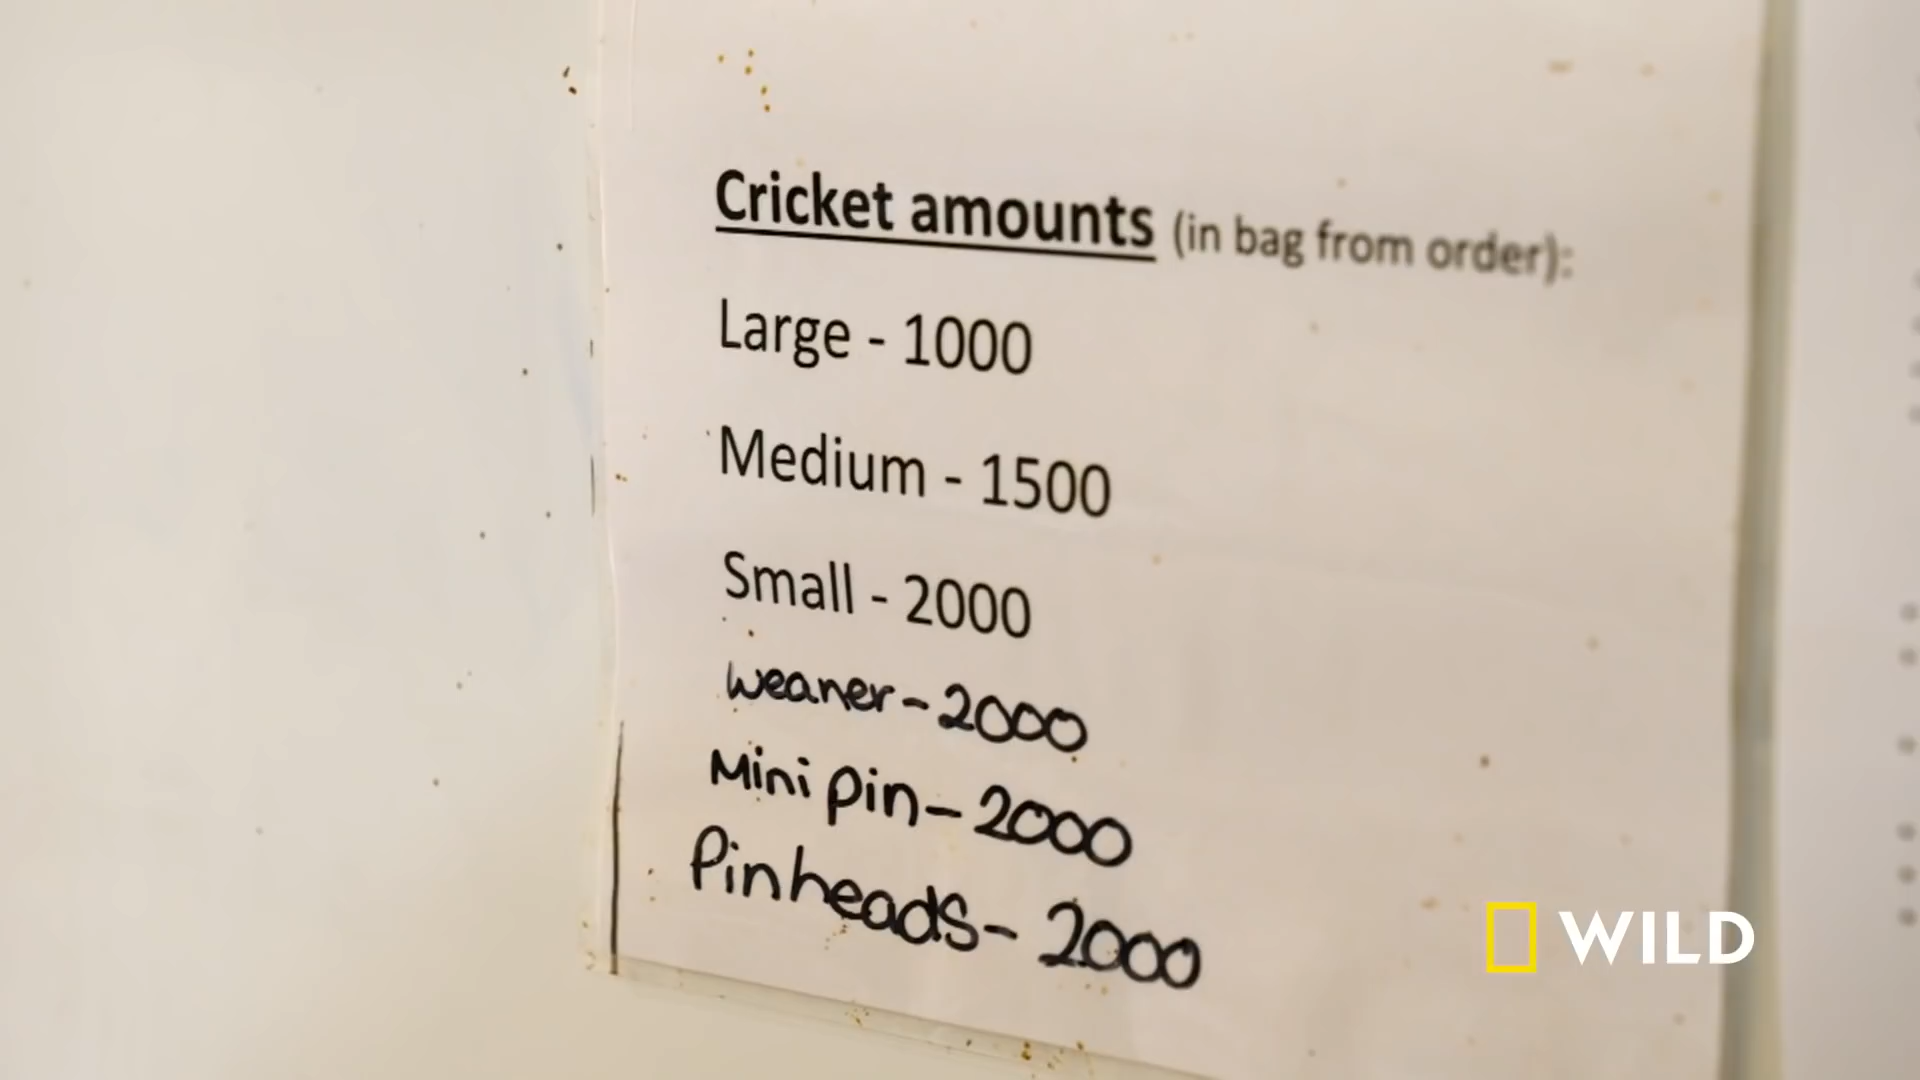 Cricket amounts (in bag from order):
Large - 1000
Medium - 1500
Small - 2000
Weaner - 2000
Mini pin - 2000
Pinheads - 2000
WILD